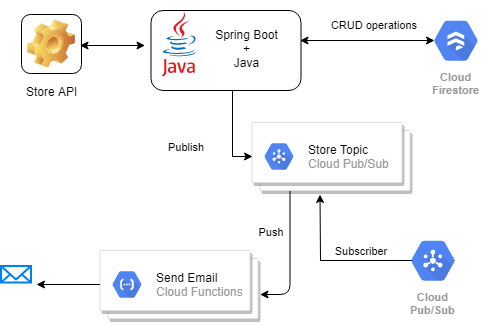 Store API
Java
Spring Boot
+
Java
CRUD operations
Cloud
Firestore
Publish
Store Topic
Cloud Pub/Sub
Push
Subscriber
Cloud
Pub/Sub
Send Email
Cloud Functions